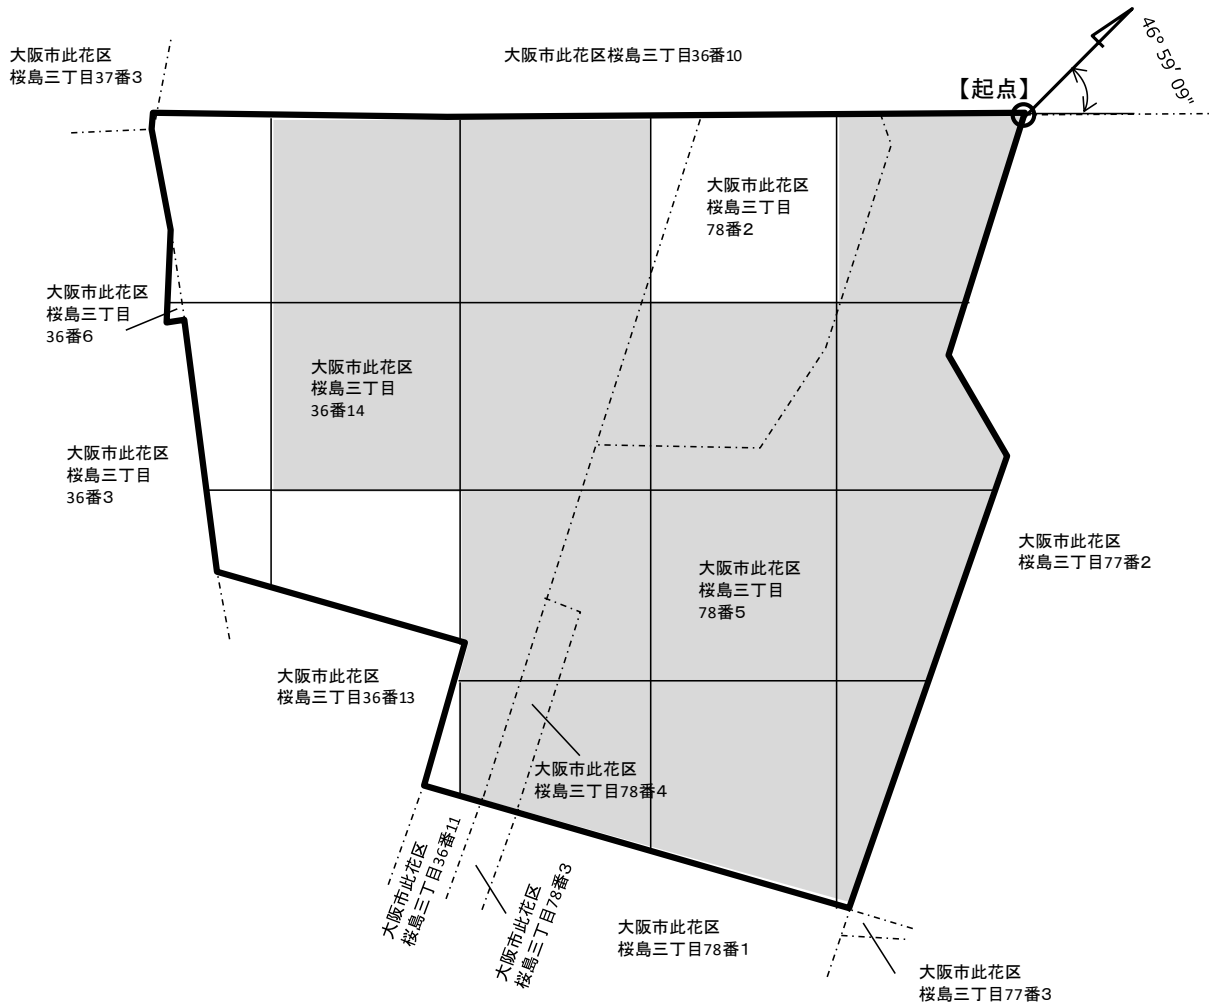 大阪市此花区
桜島三丁目37番3
大阪市此花区桜島三丁目36番10
【起点】
46° 59′ 09″
大阪市此花区
桜島三丁目
78番2
大阪市此花区
桜島三丁目
36番6
大阪市此花区
桜島三丁目
36番14
大阪市此花区
桜島三丁目
36番3
大阪市此花区
桜島三丁目77番2
大阪市此花区
桜島三丁目
78番5
大阪市此花区
桜島三丁目36番13
大阪市此花区
桜島三丁目78番4
大阪市此花区
桜島三丁目36番11
大阪市此花区
桜島三丁目78番3
大阪市此花区
桜島三丁目78番1
大阪市此花区
桜島三丁目77番3